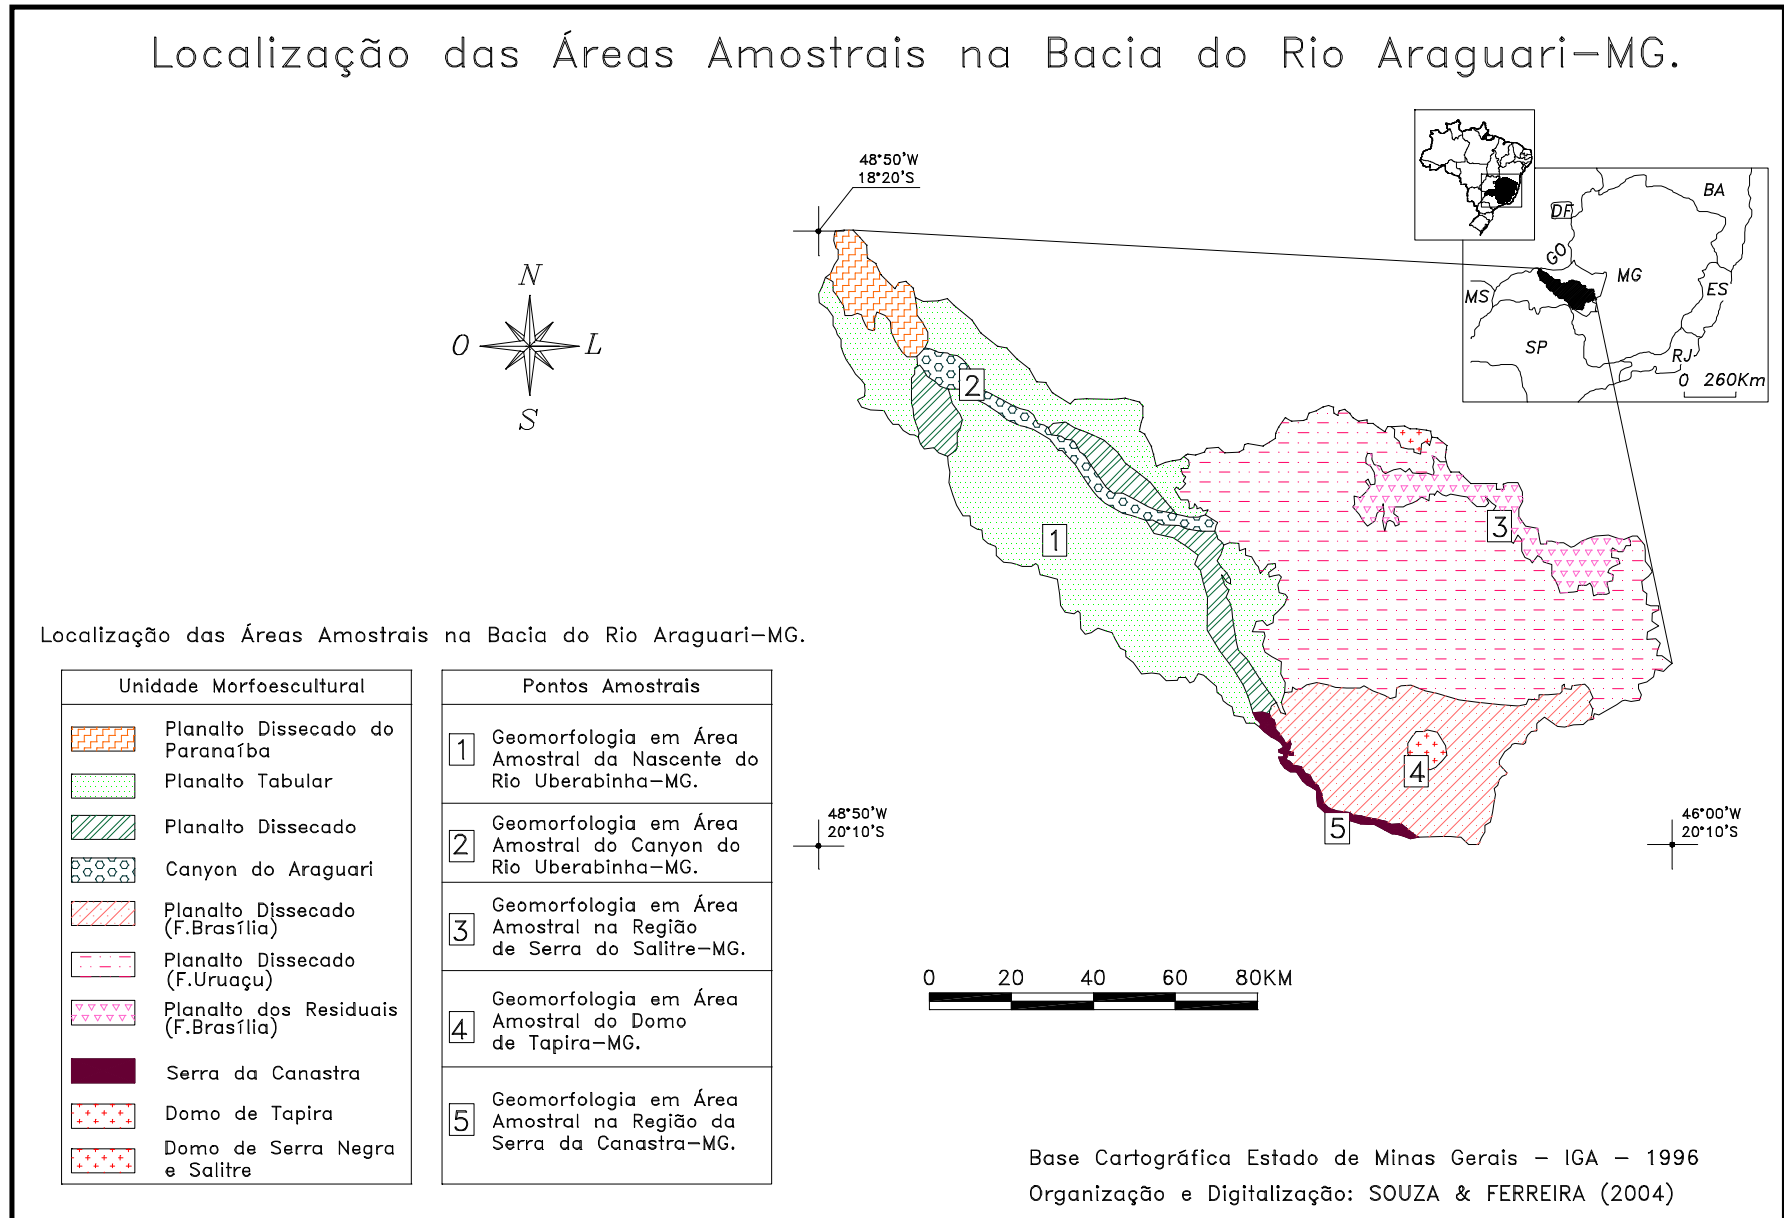 Localização das Áreas Amostrais na Bacia do Rio Araguari-MG.
48°50'W
18°20'S
BA
DF
GO
MG
MS
ES
SP
RJ
0 260Km
N
O
L
S
2
3
1
4
5
48°50'W
20°10'S
46°00'W
20°10'S
0 20 40 60 80KM
Localização das Áreas Amostrais na Bacia do Rio Araguari-MG.
Unidade Morfoescultural
Planalto Dissecado do
Paranaíba
Planalto Tabular
Planalto Dissecado
Canyon do Araguari
Planalto Dissecado
(F.Brasília)
Planalto Dissecado
(F.Uruaçu)
Planalto dos Residuais
(F.Brasília)
Serra da Canastra
Domo de Tapira
Domo de Serra Negra
e Salitre
Pontos Amostrais
1
Geomorfologia em Área
Amostral da Nascente do
Rio Uberabinha-MG.
2
Geomorfologia em Área
Amostral do Canyon do
Rio Uberabinha-MG.
3
Geomorfologia em Área
Amostral na Região
de Serra do Salitre-MG.
4
Geomorfologia em Área
Amostral do Domo
de Tapira-MG.
5
Geomorfologia em Área
Amostral na Região da
Serra da Canastra-MG.
Base Cartográfica Estado de Minas Gerais - IGA - 1996
Organização e Digitalização: SOUZA & FERREIRA (2004)